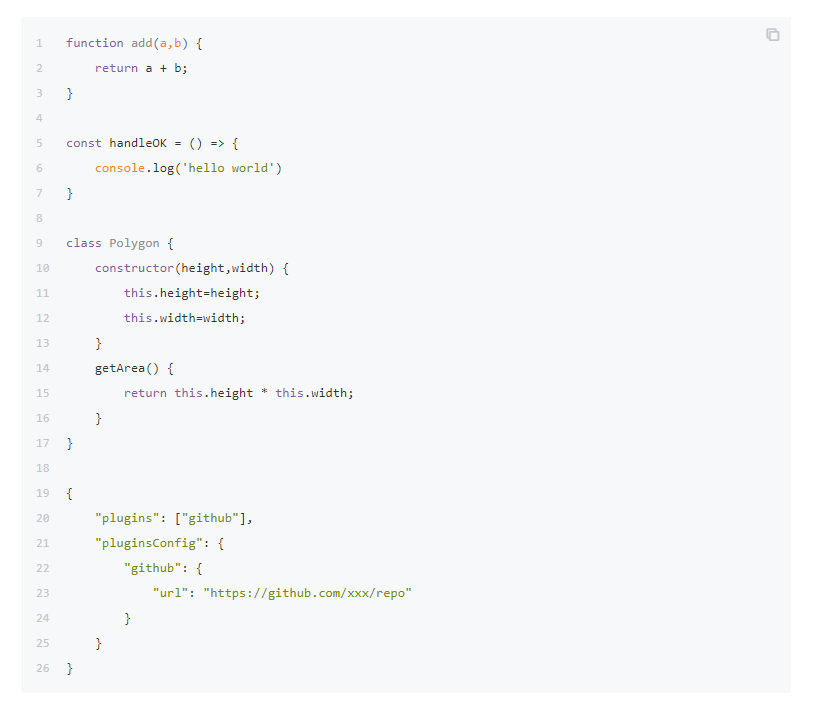 1 function add(a,b) {
2     return a + b;
3 }
4
5 const handleOK = () => {
6     console.log('hello world')
7 }
8
9 class Polygon {
10     constructor(height,width) {
11         this.height=height;
12         this.width=width;
13     }
14     getArea() {
15         return this.height * this.width;
16     }
17 }
18
19 {
20     "plugins": ["github"],
21     "pluginsConfig": {
22         "github": {
23             "url": "https://github.com/xxx/repo"
24         }
25     }
26 }